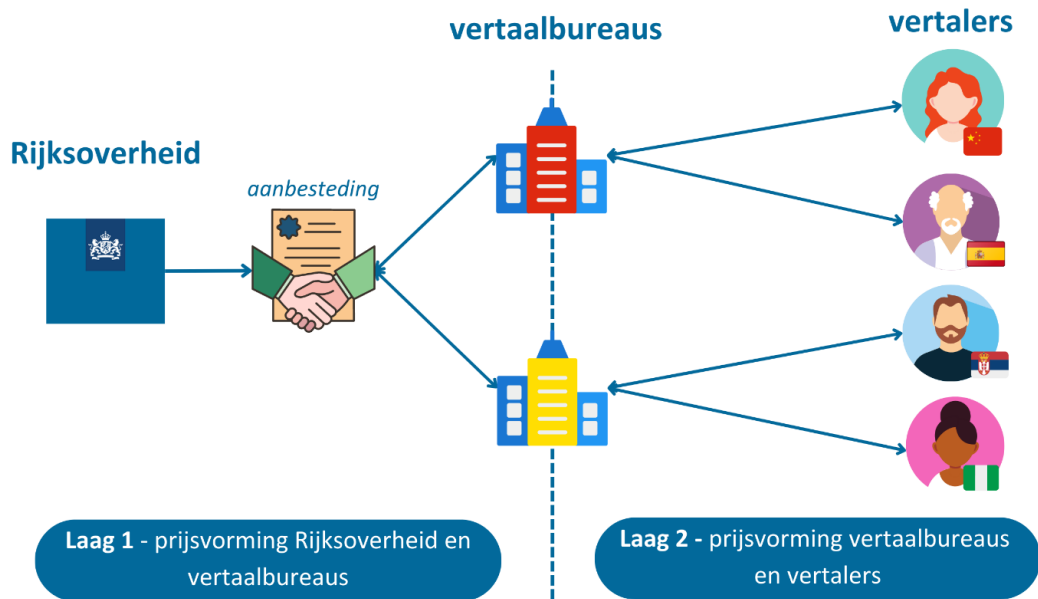 vertaalbureaus
vertalers
Rijksoverheid
aanbesteding
Laag 1 - prijsvorming Rijksoverheid en
vertaalbureaus
Laag 2 - prijsvorming vertaalbureaus
en vertalers